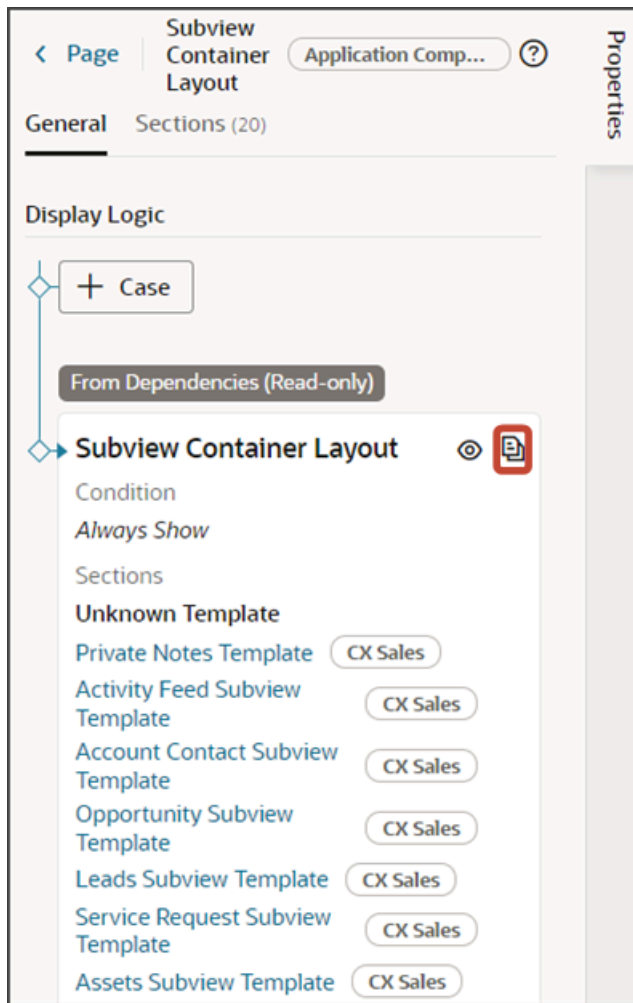 Page
Subview
Container
Layout
Application Comp...
?
Properties
General Sections (20)
Display Logic
+ Case
From Dependencies (Read-only)
Subview Container Layout
Condition
Always Show
Sections
Unknown Template
Private Notes Template CX Sales
Activity Feed Subview
Template
CX Sales
Account Contact Subview
Template
CX Sales
Opportunity Subview
Template
CX Sales
Leads Subview Template CX Sales
Service Request Subview
Template
CX Sales
Assets Subview Template CX Sales